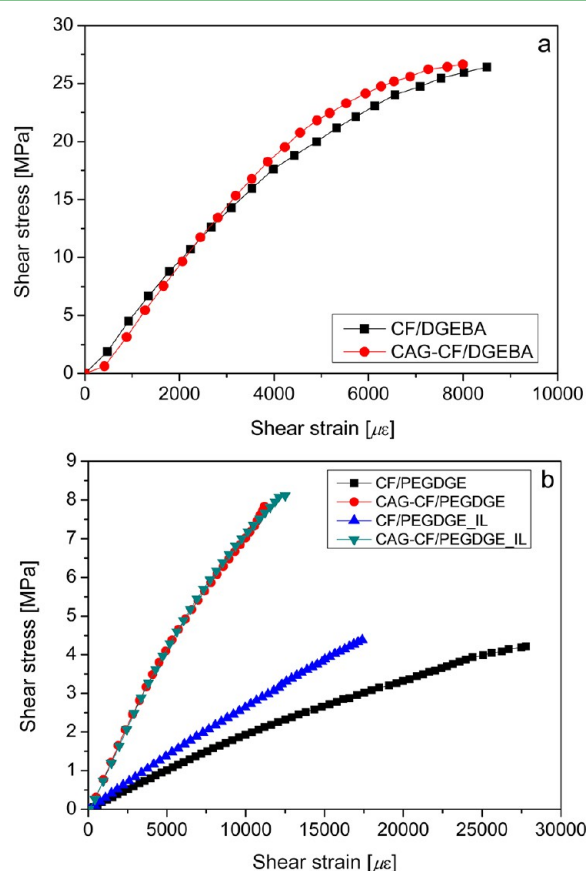 a
30
25
20
15
10
5
0
0 2000 4000 6000 8000 10000
Shear stress [MPa]
Shear strain [με]
CF/DGEBA
CAG-CF/DGEBA
b
9
8
7
6
5
4
3
2
1
0
0 5000 10000 15000 20000 25000 30000
Shear stress [MPa]
Shear strain [με]
CF/PEGDGE
CAG-CF/PEGDGE
CF/PEGDGE_IL
CAG-CF/PEGDGE_IL